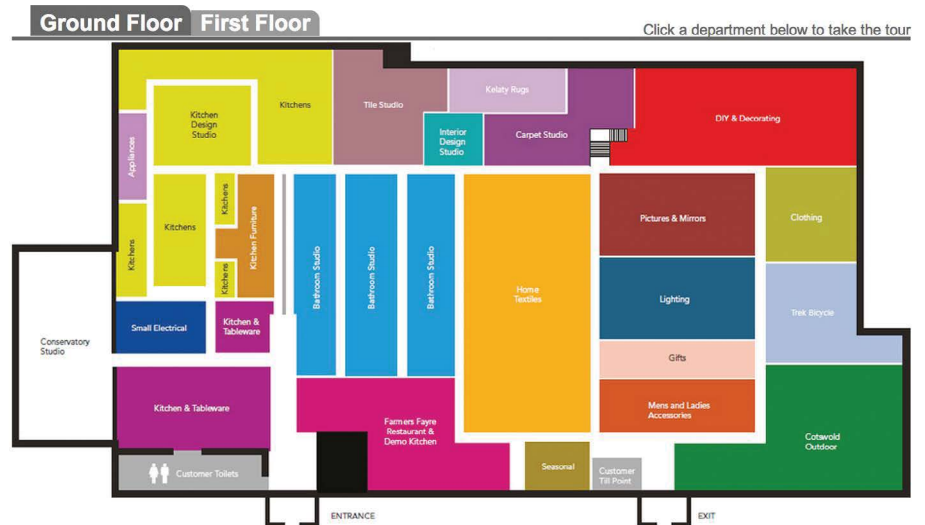 Ground Floor
First Floor
Click a department below to take the tour
Kitchen
Design
Studio
Kitchens
Tile Studio
Kelaty Rugs
Interior
Design
Studio
Carpet Studio
DIY & Decorating
Appliances
Kitchens
Kitchens
Kitchens
Kitchens
Kitchen Furniture
Bathroom Studio
Bathroom Studio
Bathroom Studio
Home
Textiles
Pictures & Mirrors
Clothing
Lighting
Trek Bicycle
Small Electrical
Kitchen &
Tableware
Conservatory
Studio
Gifts
Mens and Ladies
Accessories
Kitchen & Tableware
Farmers Fayre
Restaurant &
Demo Kitchen
Cotswold
Outdoor
Seasonal
Customer
Till Point
Customer Toilets
ENTRANCE
EXIT